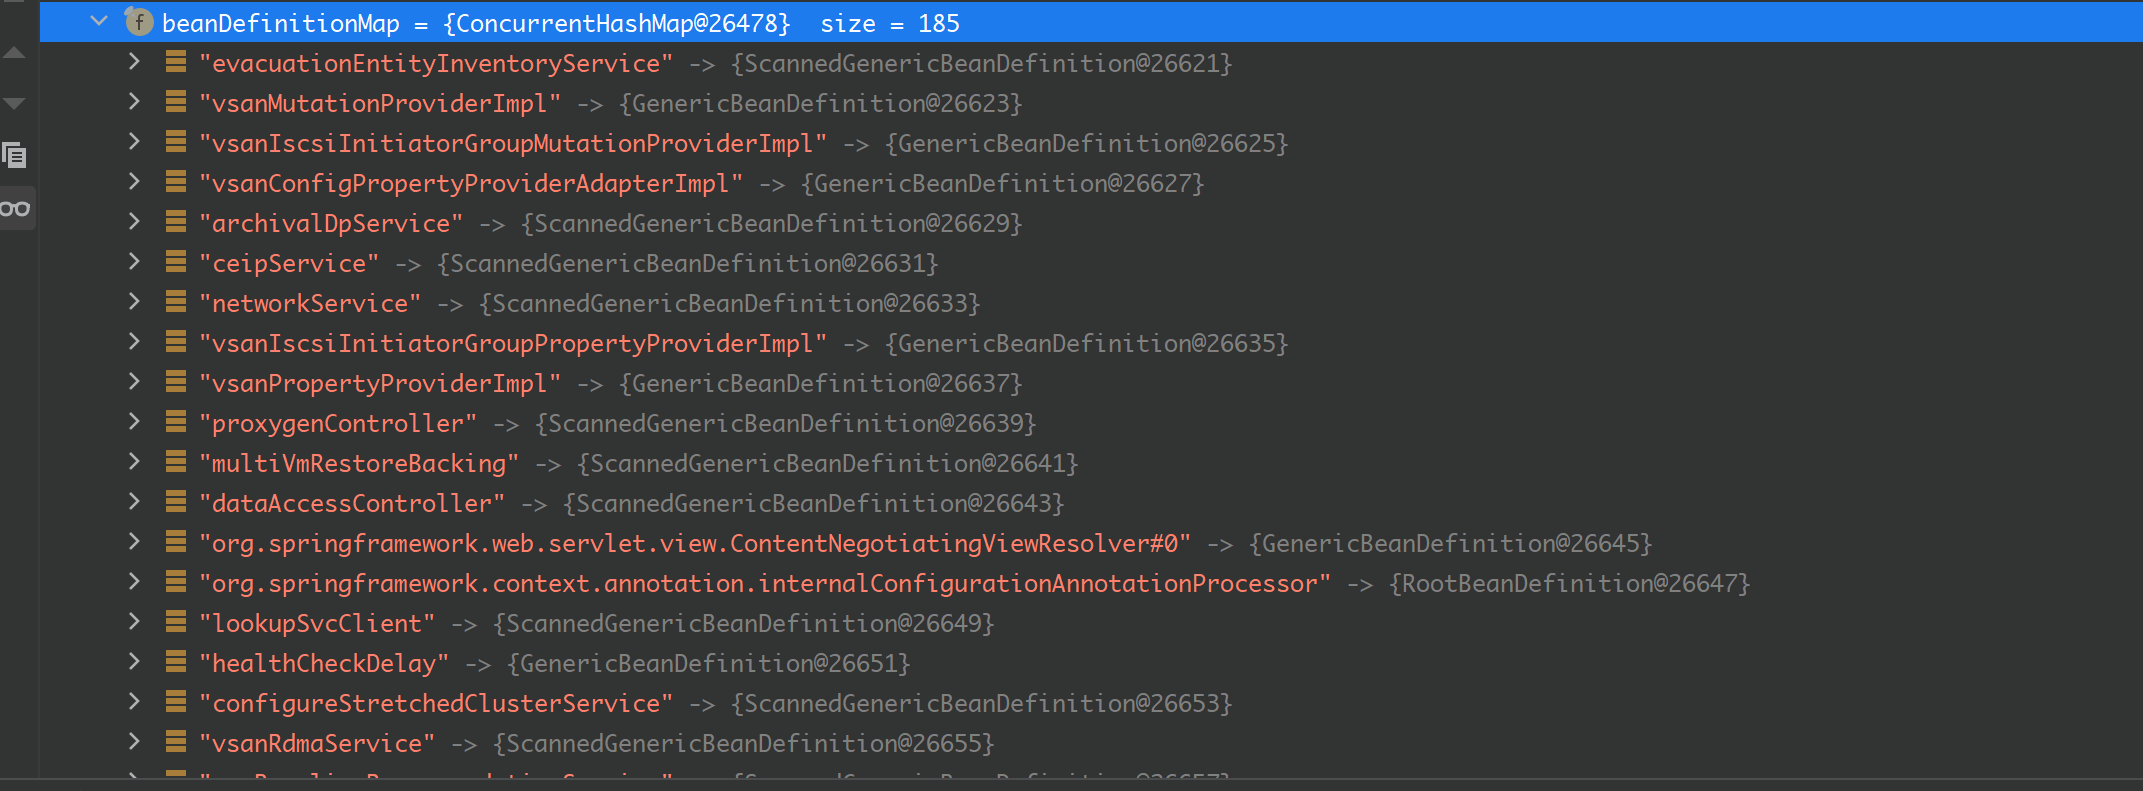 beanDefinitionMap = {ConcurrentHashMap@26478} size = 185
"evacuationEntityInventoryService" -> {ScannedGenericBeanDefinition@26621}
"vsanMutationProviderImpl" -> {GenericBeanDefinition@26623}
"vsanIscsiInitiatorGroupMutationProviderImpl" -> {GenericBeanDefinition@26625}
"vsanConfigPropertyProviderAdapterImpl" -> {GenericBeanDefinition@26627}
"archivalDpService" -> {ScannedGenericBeanDefinition@26629}
"ceipService" -> {ScannedGenericBeanDefinition@26631}
"networkService" -> {ScannedGenericBeanDefinition@26633}
"vsanIscsiInitiatorGroupPropertyProviderImpl" -> {GenericBeanDefinition@26635}
"vsanPropertyProviderImpl" -> {GenericBeanDefinition@26637}
"proxygenController" -> {ScannedGenericBeanDefinition@26639}
"multiVmRestoreBacking" -> {ScannedGenericBeanDefinition@26641}
"dataAccessController" -> {ScannedGenericBeanDefinition@26643}
"org.springframework.web.servlet.view.ContentNegotiatingViewResolver#0" -> {GenericBeanDefinition@26645}
"org.springframework.context.annotation.internalConfigurationAnnotationProcessor" -> {RootBeanDefinition@26647}
"lookupSvcClient" -> {ScannedGenericBeanDefinition@26649}
"healthCheckDelay" -> {GenericBeanDefinition@26651}
"configureStretchedClusterService" -> {ScannedGenericBeanDefinition@26653}
"vsanRdmaService" -> {ScannedGenericBeanDefinition@26655}
{ScannedGenericBeanDefinition@26657}